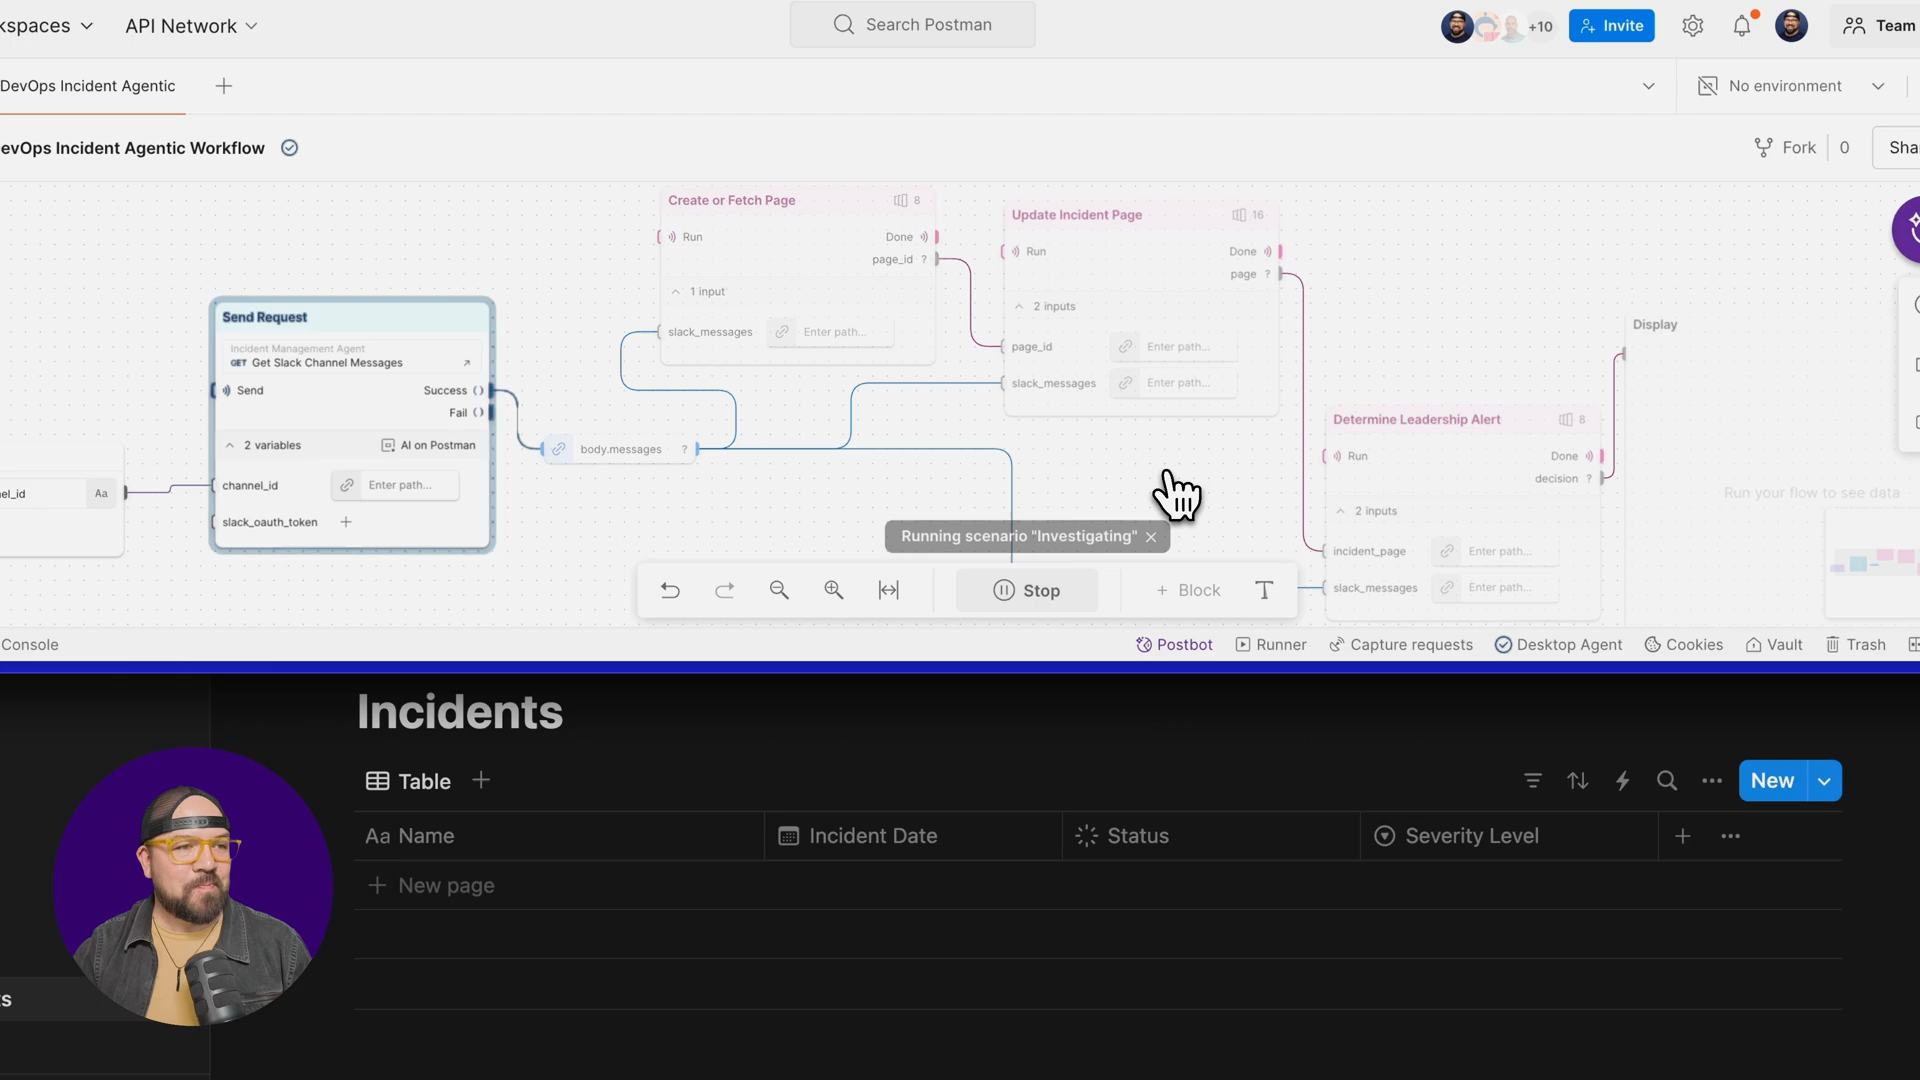 kspaces
API Network
Search Postman
+10
Invite
Team
DevOps Incident Agentic
No environment
evOps Incident Agentic Workflow
Fork
0
Sha
Create or Fetch Page
8
Run
Done
page_id ?
1 input
slack_messages
Enter path...
Update Incident Page
16
Run
Done
page ?
2 inputs
page_id
Enter path...
slack_messages
Enter path...
Send Request
Incident Management Agent
GET Get Slack Channel Messages
Send
Success
Fail
2 variables
AI on Postman
channel_id
Enter path...
slack_oauth_token
el_id
Aa
body.messages ?
Display
Determine Leadership Alert
8
Run
Done
decision ?
2 inputs
incident_page
Enter path...
slack_messages
Enter path...
Run your flow to see data
Running scenario "Investigating"
Stop
Block
T
Console
Postbot
Runner
Capture requests
Desktop Agent
Cookies
Vault
Trash
Incidents
Table
New
Aa Name
Incident Date
Status
Severity Level
New page
ts